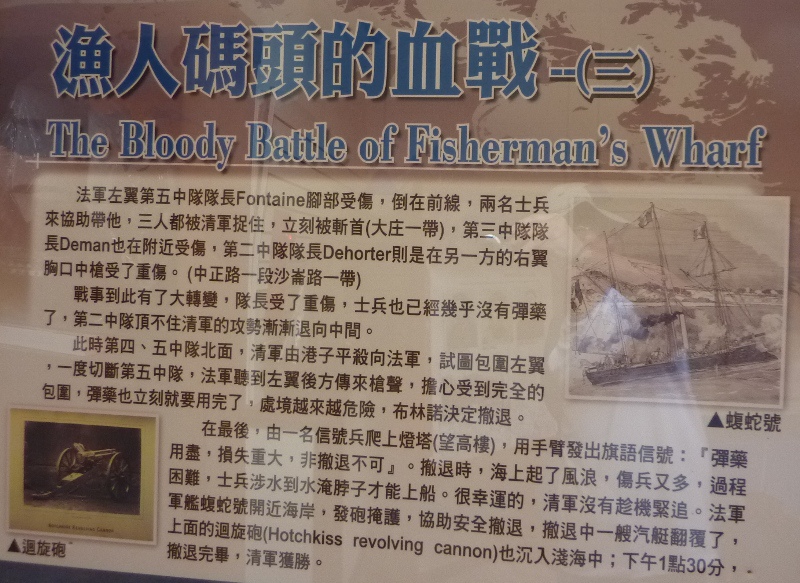 漁人碼頭的血戰--(三)
The Bloody Battle of Fisherman's Wharf
法軍左翼第五中隊隊長Fontaine腳部受傷，倒在前線，兩名士兵
來協助帶他，三人都被清軍捉住，立刻被斬首(大庄一帶)，第三中隊隊
長Deman也在附近受傷，第二中隊隊長Dehorter則是在另一方的右翼
胸口中槍受了重傷。(中正路一段沙崙路一帶)
戰事到此有了大轉變，隊長受了重傷，士兵也已經幾乎沒有彈藥
了，第二中隊頂不住清軍的攻勢漸漸退向中間。
此時第四、五中隊北面，清軍由港子平殺向法軍，試圖包圍左翼
，一度切斷第五中隊，法軍聽到左翼後方傳來槍聲，擔心受到完全的
包圍，彈藥也立刻就要用完了，處境越來越危險，布林諾決定撤退。
在最後，由一名信號兵爬上燈塔(望高樓)，用手臂發出旗語信號：『彈藥
用盡，損失重大，非撤退不可』。撤退時，海上起了風浪，傷兵又多，過程
困難，士兵涉水到水淹脖子才能上船。很幸運的，清軍沒有趁機緊追。法軍
軍艦蝮蛇號開近海岸，發砲掩護，協助安全撤退，撤退中一艘汽艇翻覆了，
上面的迴旋砲(Hotchkiss revolving cannon)也沉入淺海中；下午1點30分，
撤退完畢，清軍獲勝。
▲蝮蛇號
▲迴旋砲